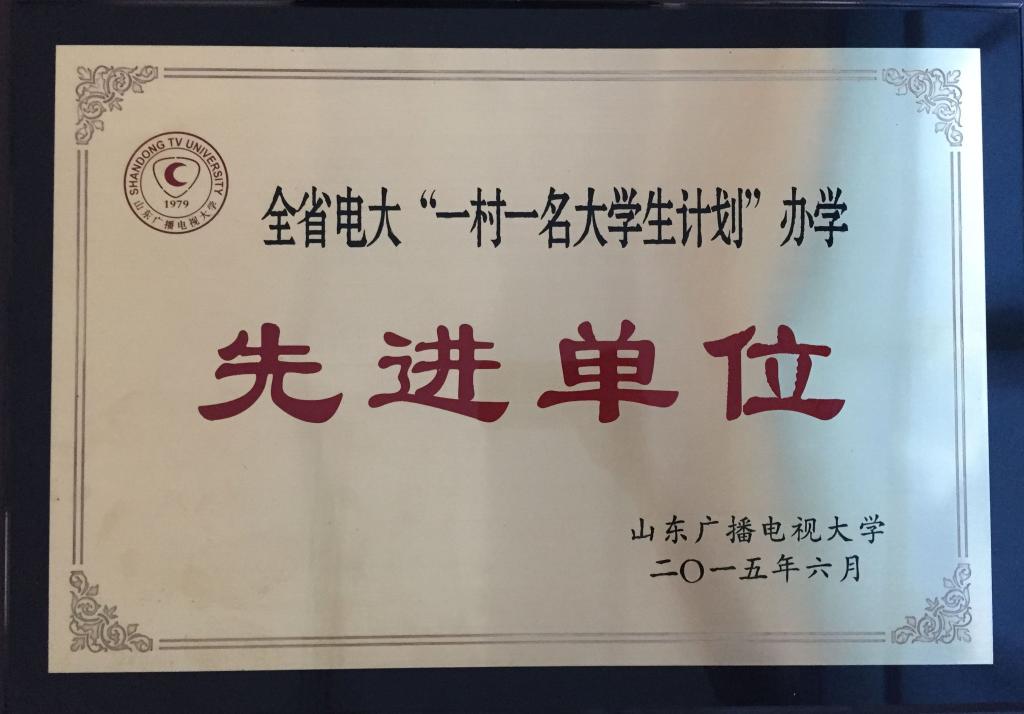 SHANDONG TV UNIVERSITY
1979
山东广播电视大学
全省电大“一村一名大学生计划”办学
先进单位
山东广播电视大学
二〇一五年六月